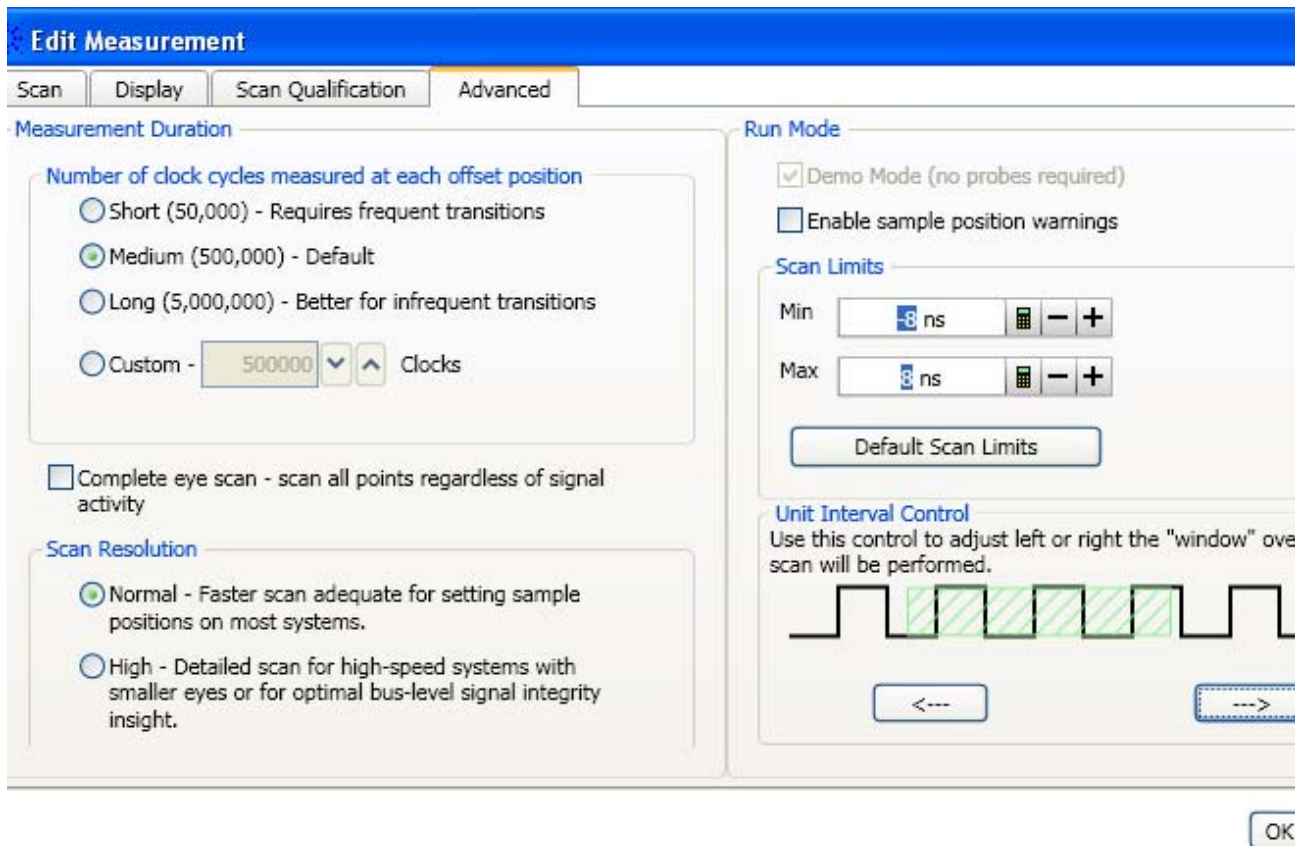 Edit Measurement
Scan
Display
Scan Qualification
Advanced
Measurement Duration
Number of clock cycles measured at each offset position
Short (50,000) - Requires frequent transitions
Medium (500,000) - Default
Long (5,000,000) - Better for infrequent transitions
Custom - 500000 Clocks
Complete eye scan - scan all points regardless of signal
activity
Scan Resolution
Normal - Faster scan adequate for setting sample
positions on most systems.
High - Detailed scan for high-speed systems with
smaller eyes or for optimal bus-level signal integrity
insight.
Run Mode
Demo Mode (no probes required)
Enable sample position warnings
Scan Limits
Min -8 ns
Max 8 ns
Default Scan Limits
Unit Interval Control
Use this control to adjust left or right the "window" ove
scan will be performed.
<---
--->
OK